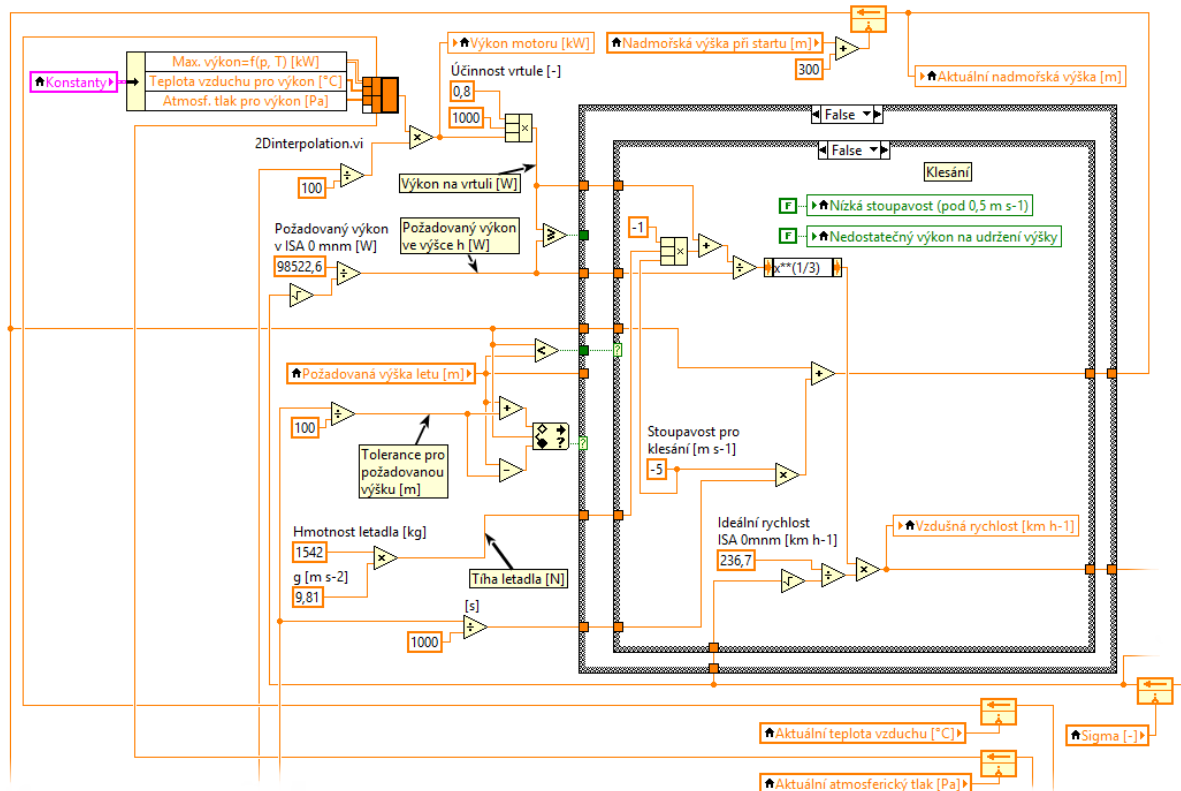 Výkon motoru [kW]
Nadmořská výška při startu [m]
300
Aktuální nadmořská výška [m]
Konstanty
Max. výkon=f(p, T) [kW]
Teplota vzduchu pro výkon [°C]
Atmosf. tlak pro výkon [Pa]
Účinnost vrtule [-]
0,8
1000
2Dinterpolation.vi
100
Výkon na vrtuli [W]
Požadovaný výkon
v ISA 0 mnm [W]
98522,6
Požadovaný výkon
ve výšce h [W]
False
False
Klesání
F
Nízká stoupavost (pod 0,5 m s-1)
F
Nedostatečný výkon na udržení výšky
-1
x**(1/3)
Požadovaná výška letu [m]
100
Tolerance pro
požadovanou
výšku [m]
Stoupavost pro
klesání [m s-1]
-5
Hmotnost letadla [kg]
1542
g [m s-2]
9,81
Tíha letadla [N]
[s]
1000
Ideální rychlost
ISA 0mnm [km h-1]
236,7
Vzdušná rychlost [km h-1]
Aktuální teplota vzduchu [°C]
Sigma [-]
Aktuální atmosferický tlak [Pa]